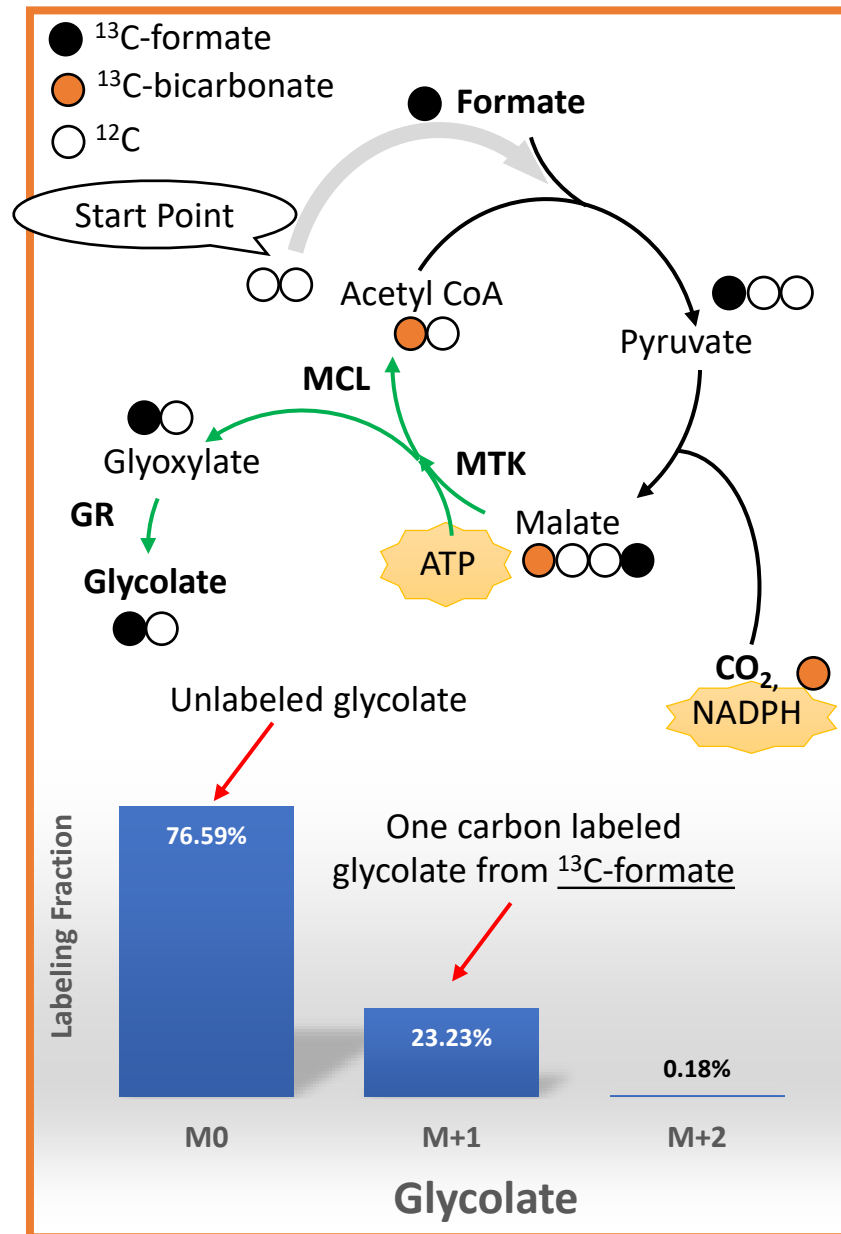 ¹³C-formate
¹³C-bicarbonate
¹²C
Formate
Start Point
Acetyl CoA
Pyruvate
MCL
Glyoxylate
MTK
GR
Malate
ATP
Glycolate
CO₂,
NADPH
Unlabeled glycolate
One carbon labeled
glycolate from ¹³C-formate
76.59%
23.23%
0.18%
Labeling Fraction
M0
M+1
M+2
Glycolate